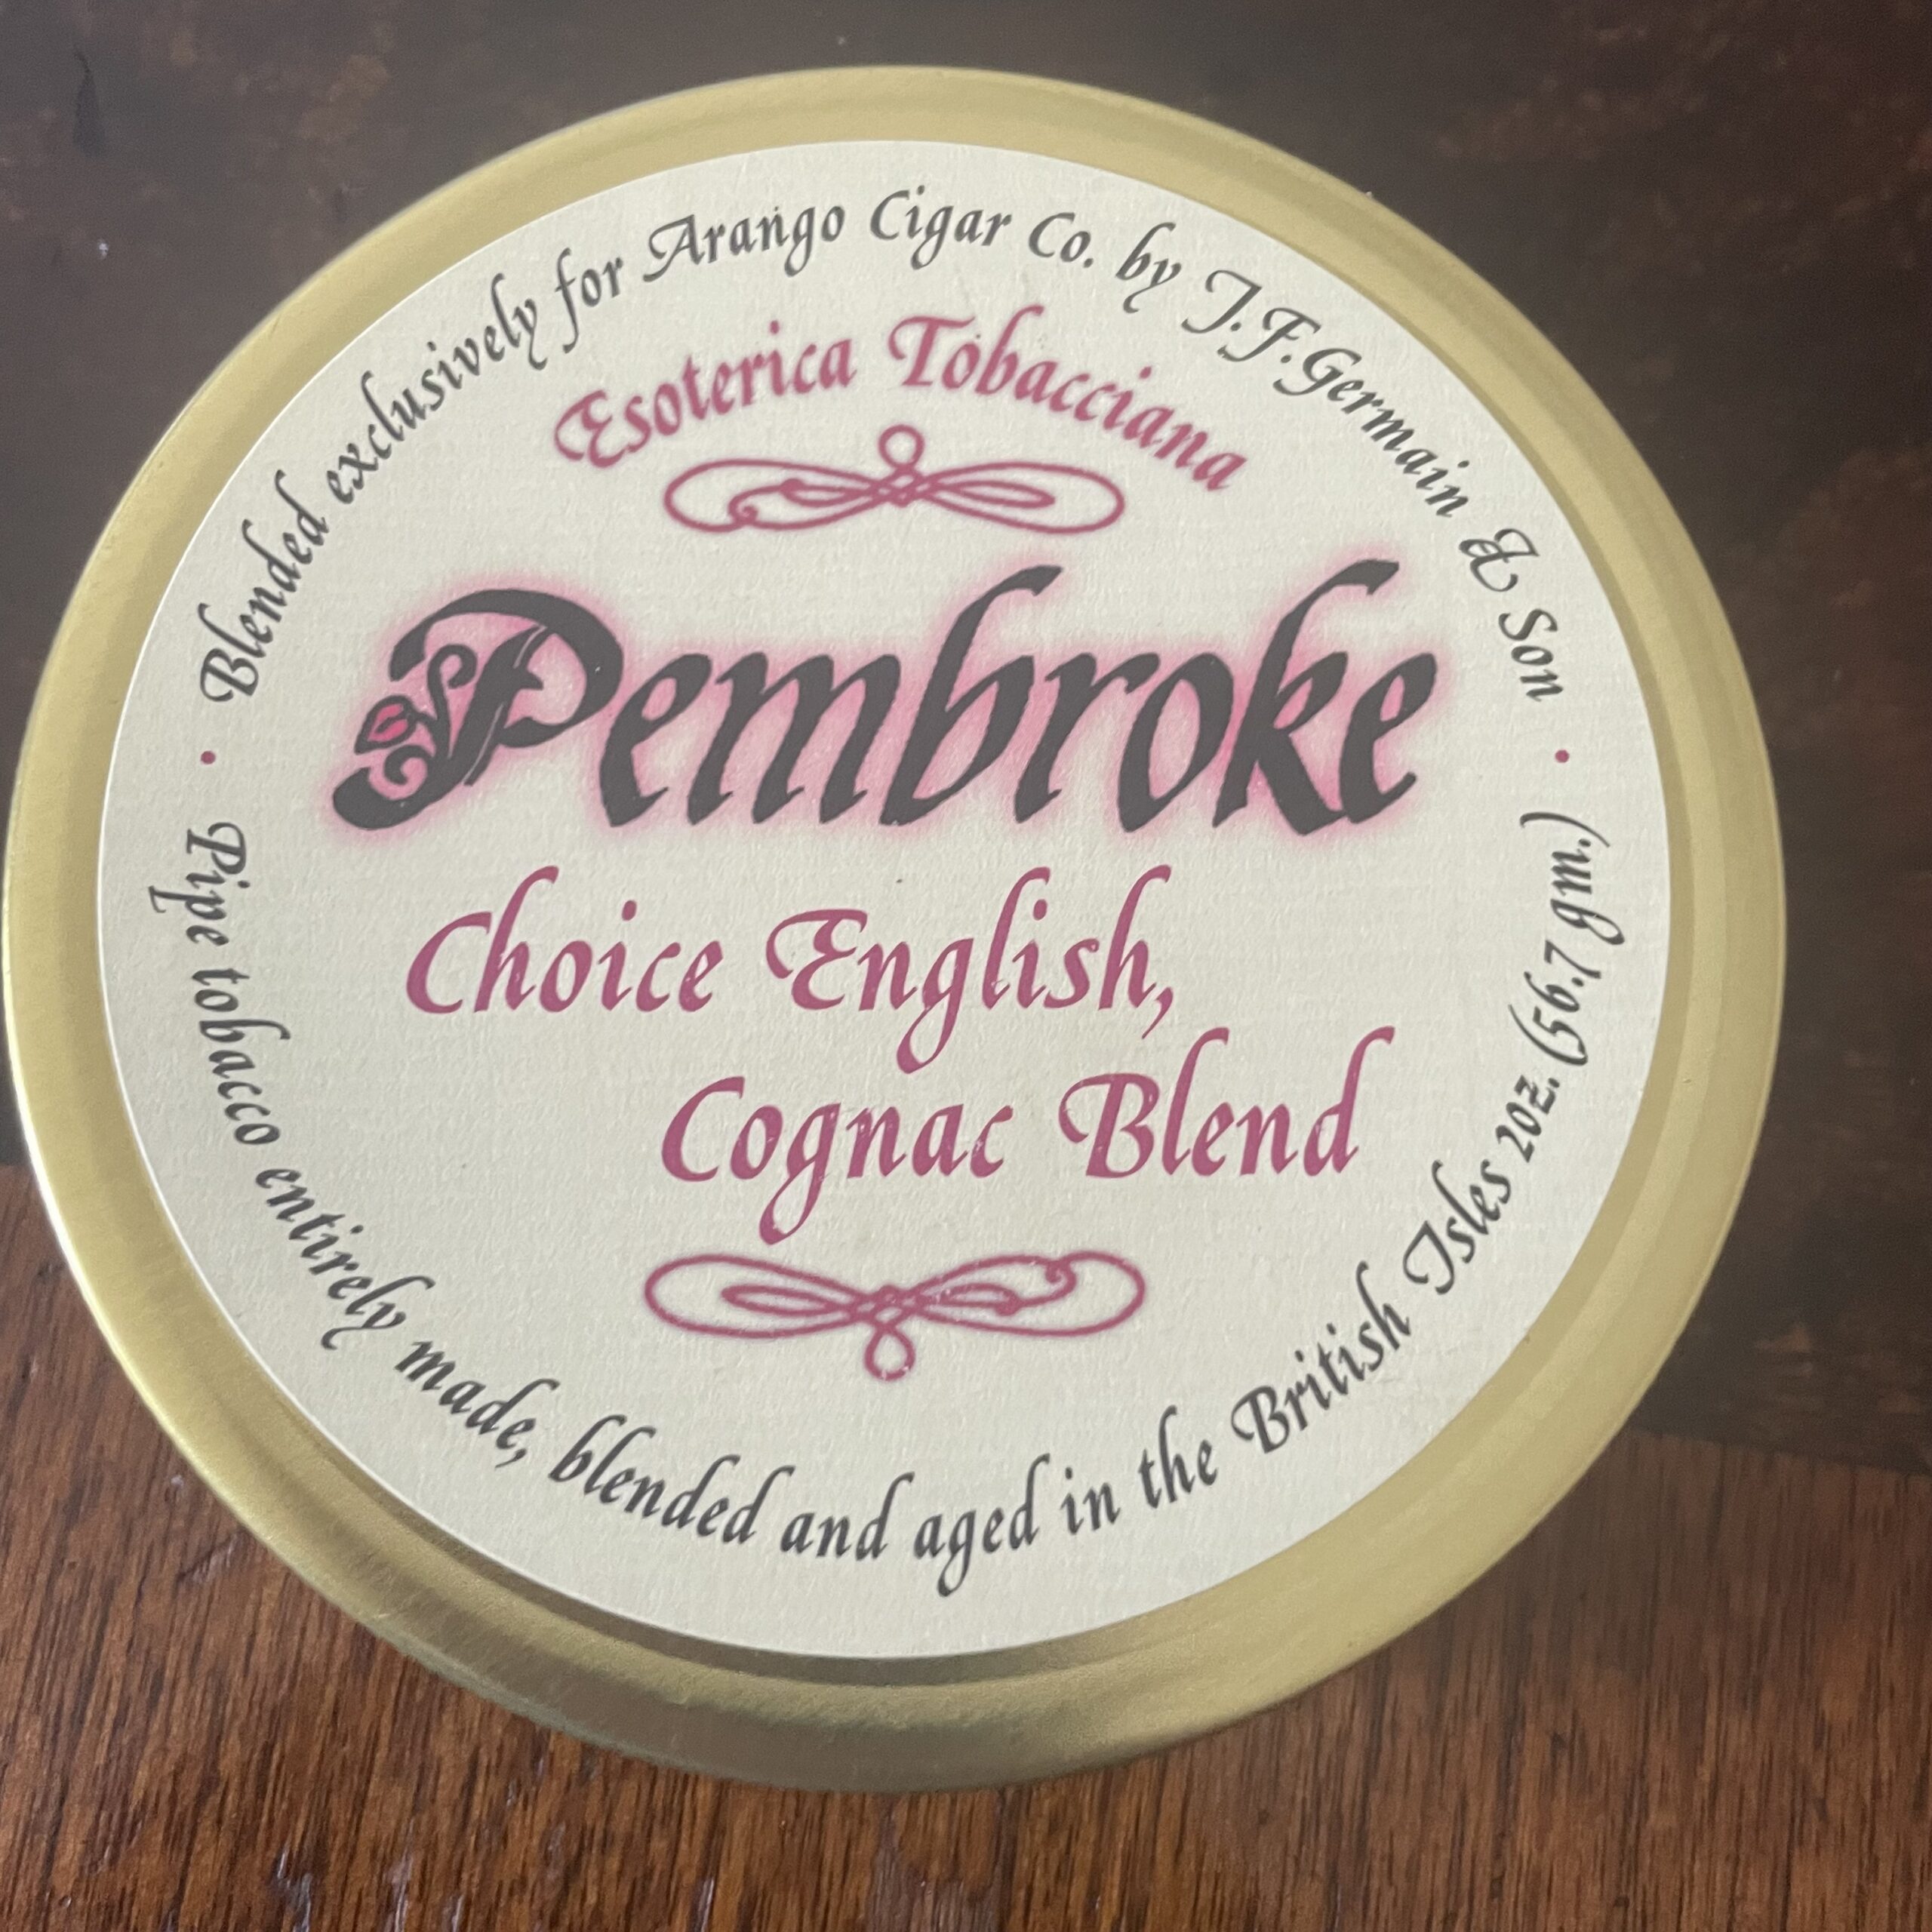 Blended exclusively for Arango Cigar Co. by J.F.Germain & Son
Esoterica Tobacciana
Pembroke
Choice English,
Cognac Blend
Pipe tobacco entirely made, blended and aged in the British Isles 2oz. (56.7 gm.)